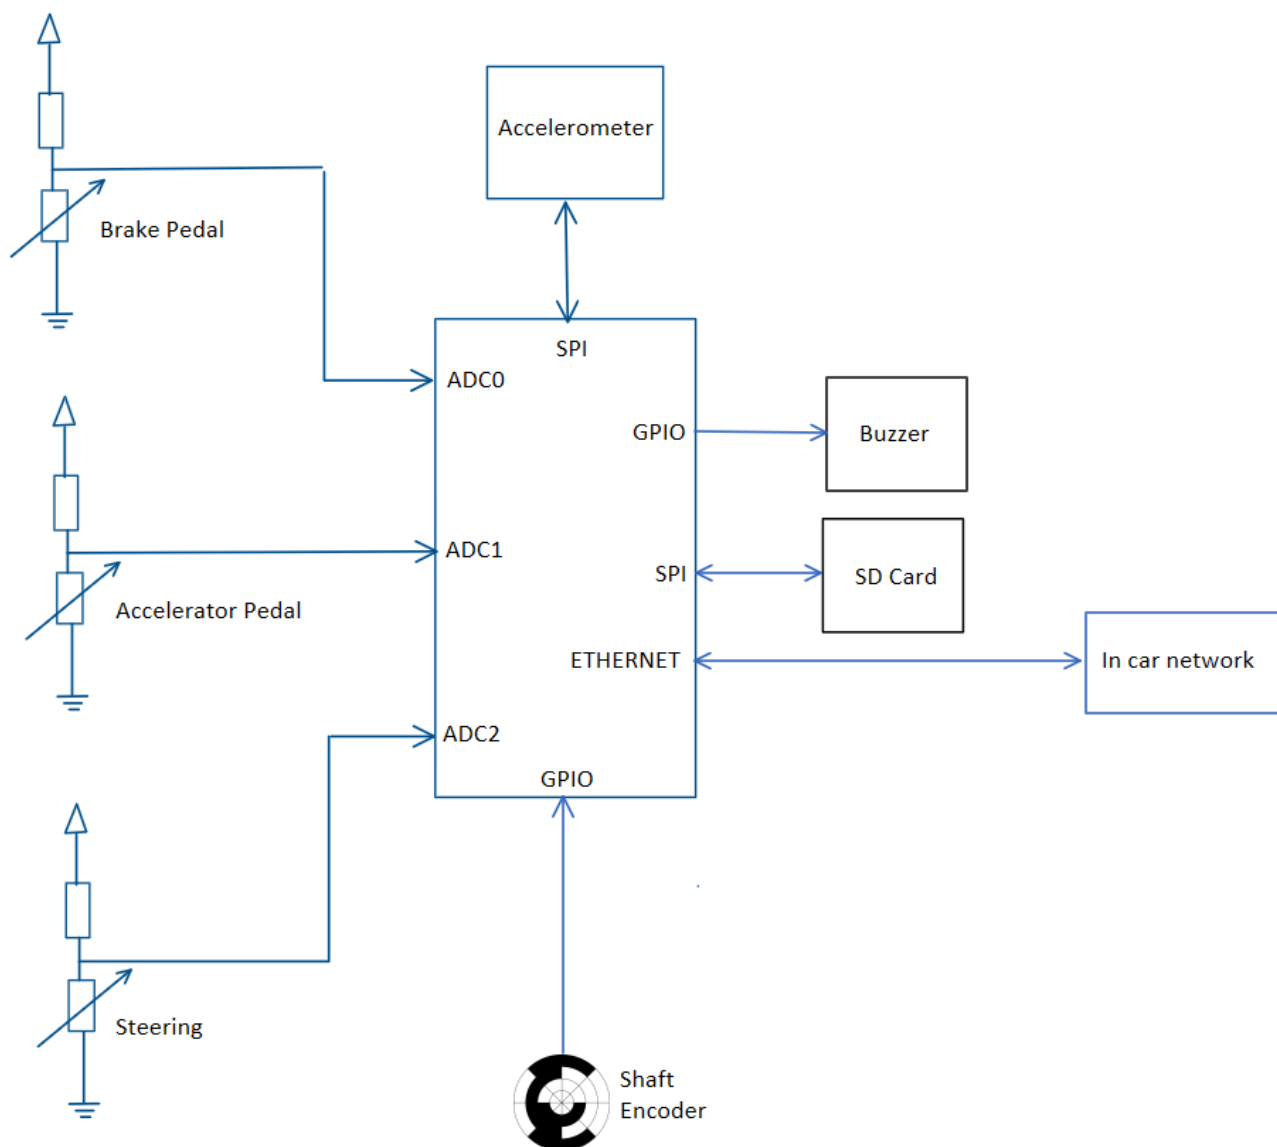 Accelerometer
Brake Pedal
SPI
ADC0
GPIO
Buzzer
ADC1
SPI
SD Card
Accelerator Pedal
ETHERNET
In car network
ADC2
GPIO
Steering
Shaft
Encoder